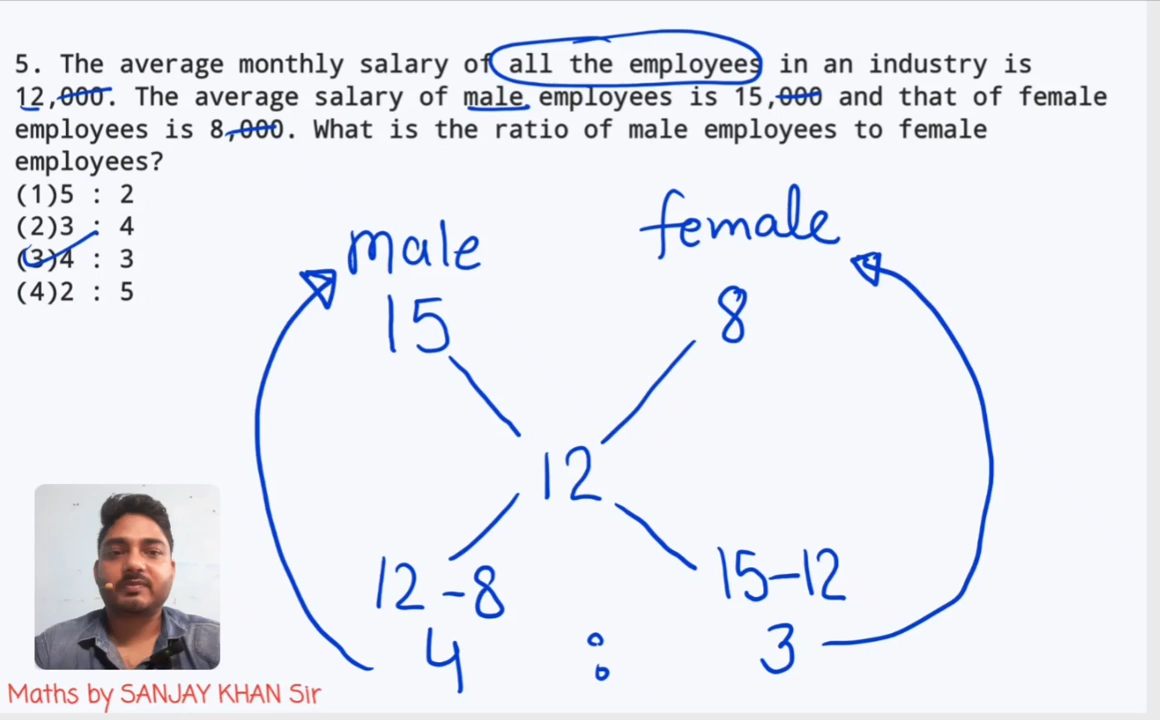 5. The average monthly salary of all the employees in an industry is
12,000. The average salary of male employees is 15,000 and that of female
employees is 8,000. What is the ratio of male employees to female
employees?
(1)5 : 2
(2)3 : 4
(3)4 : 3
(4)2 : 5
male female
15 8
12
12-8 15-12
4 : 3
Maths by SANJAY KHAN Sir